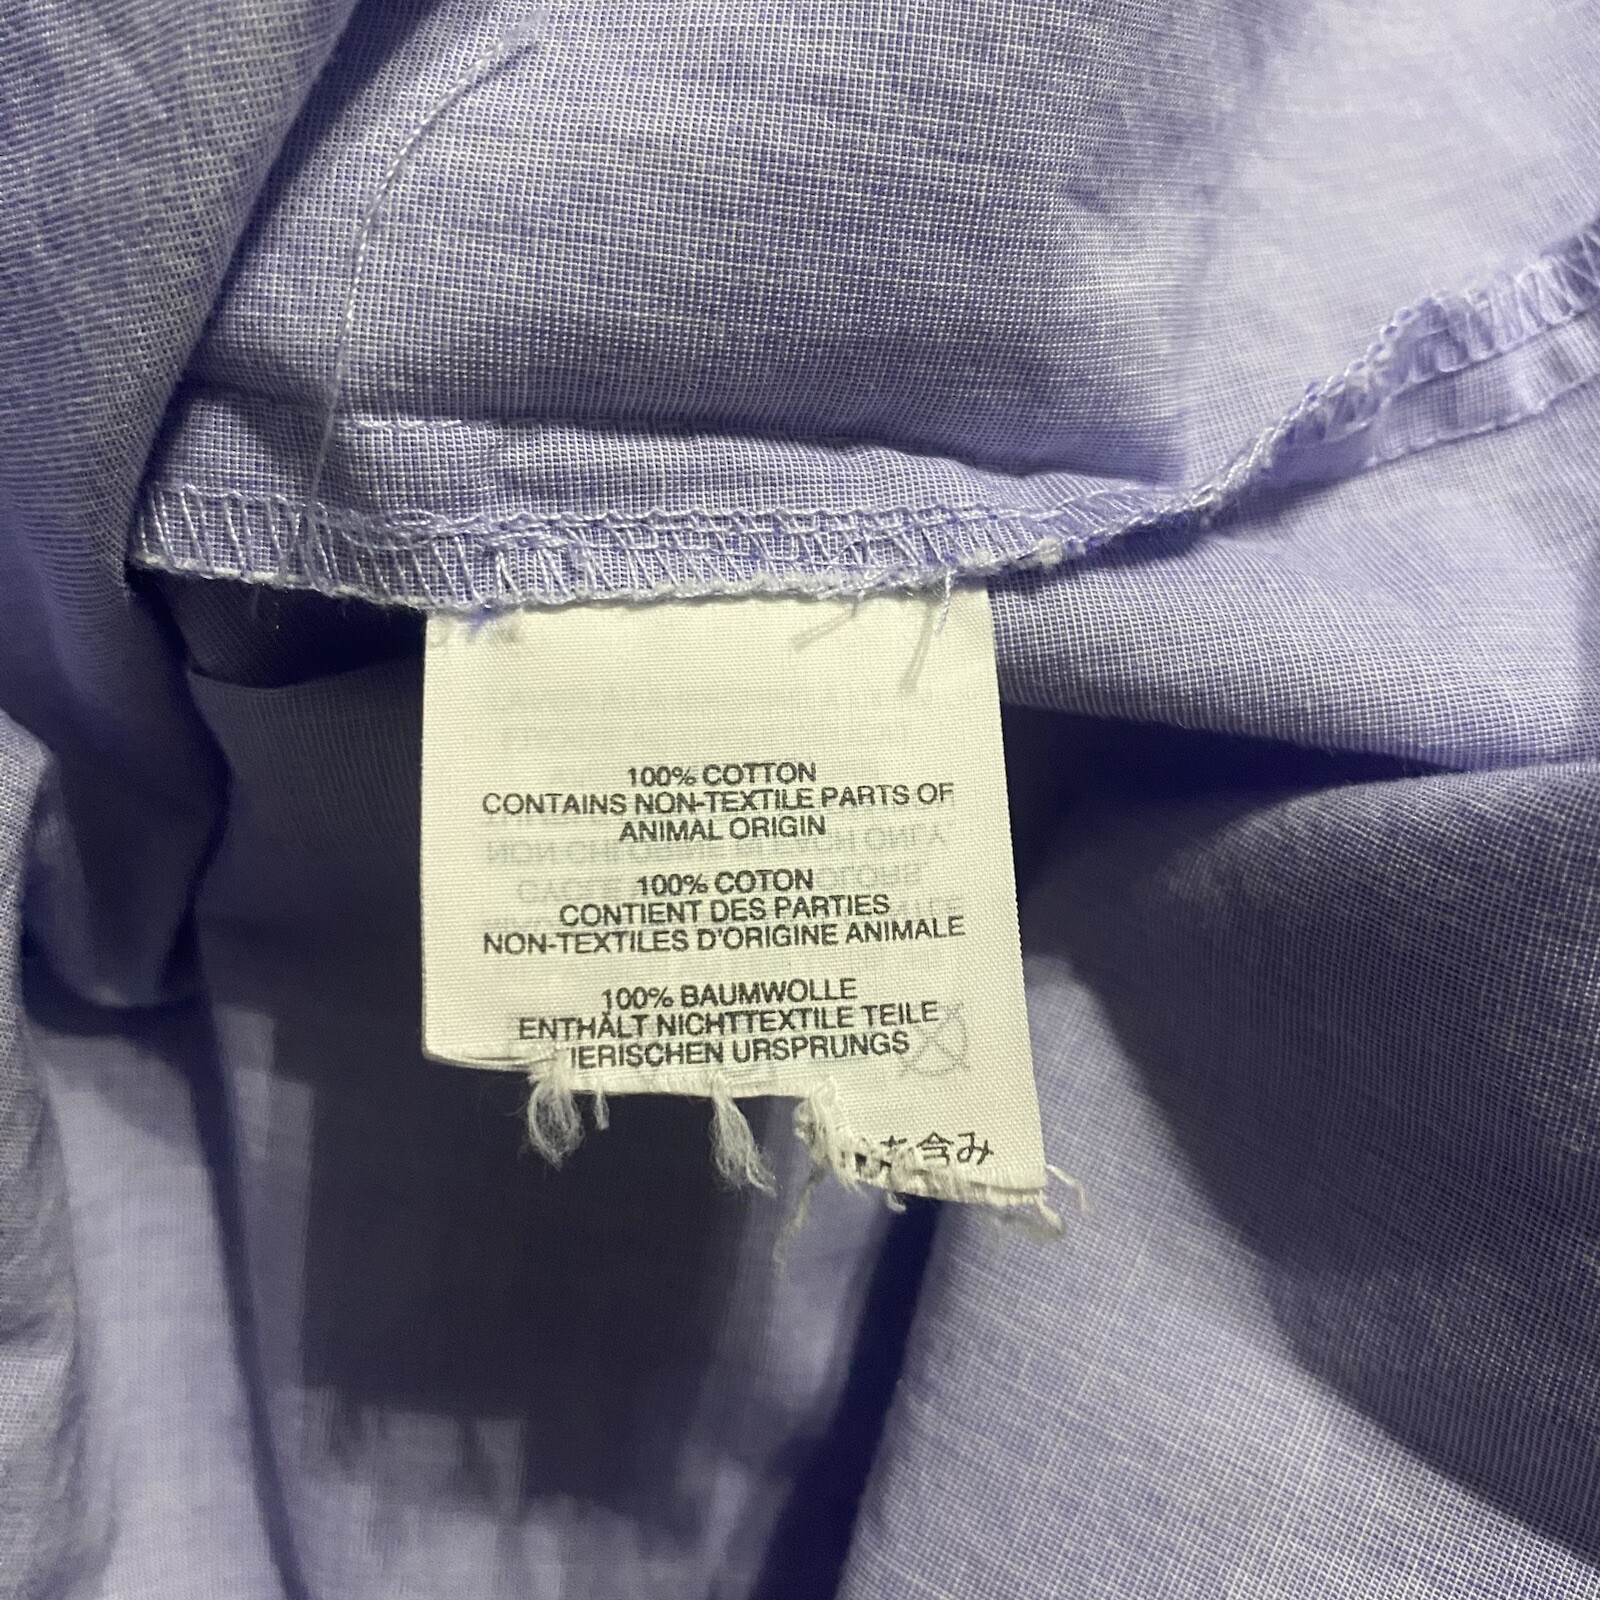 100% COTTON
CONTAINS NON-TEXTILE PARTS OF
ANIMAL ORIGIN
100% COTON
CONTIENT DES PARTIES
NON-TEXTILES D'ORIGINE ANIMALE
100% BAUMWOLLE
ENTHÄLT NICHTTEXTILE TEILE
IERISCHEN URSPRUNGS
含み